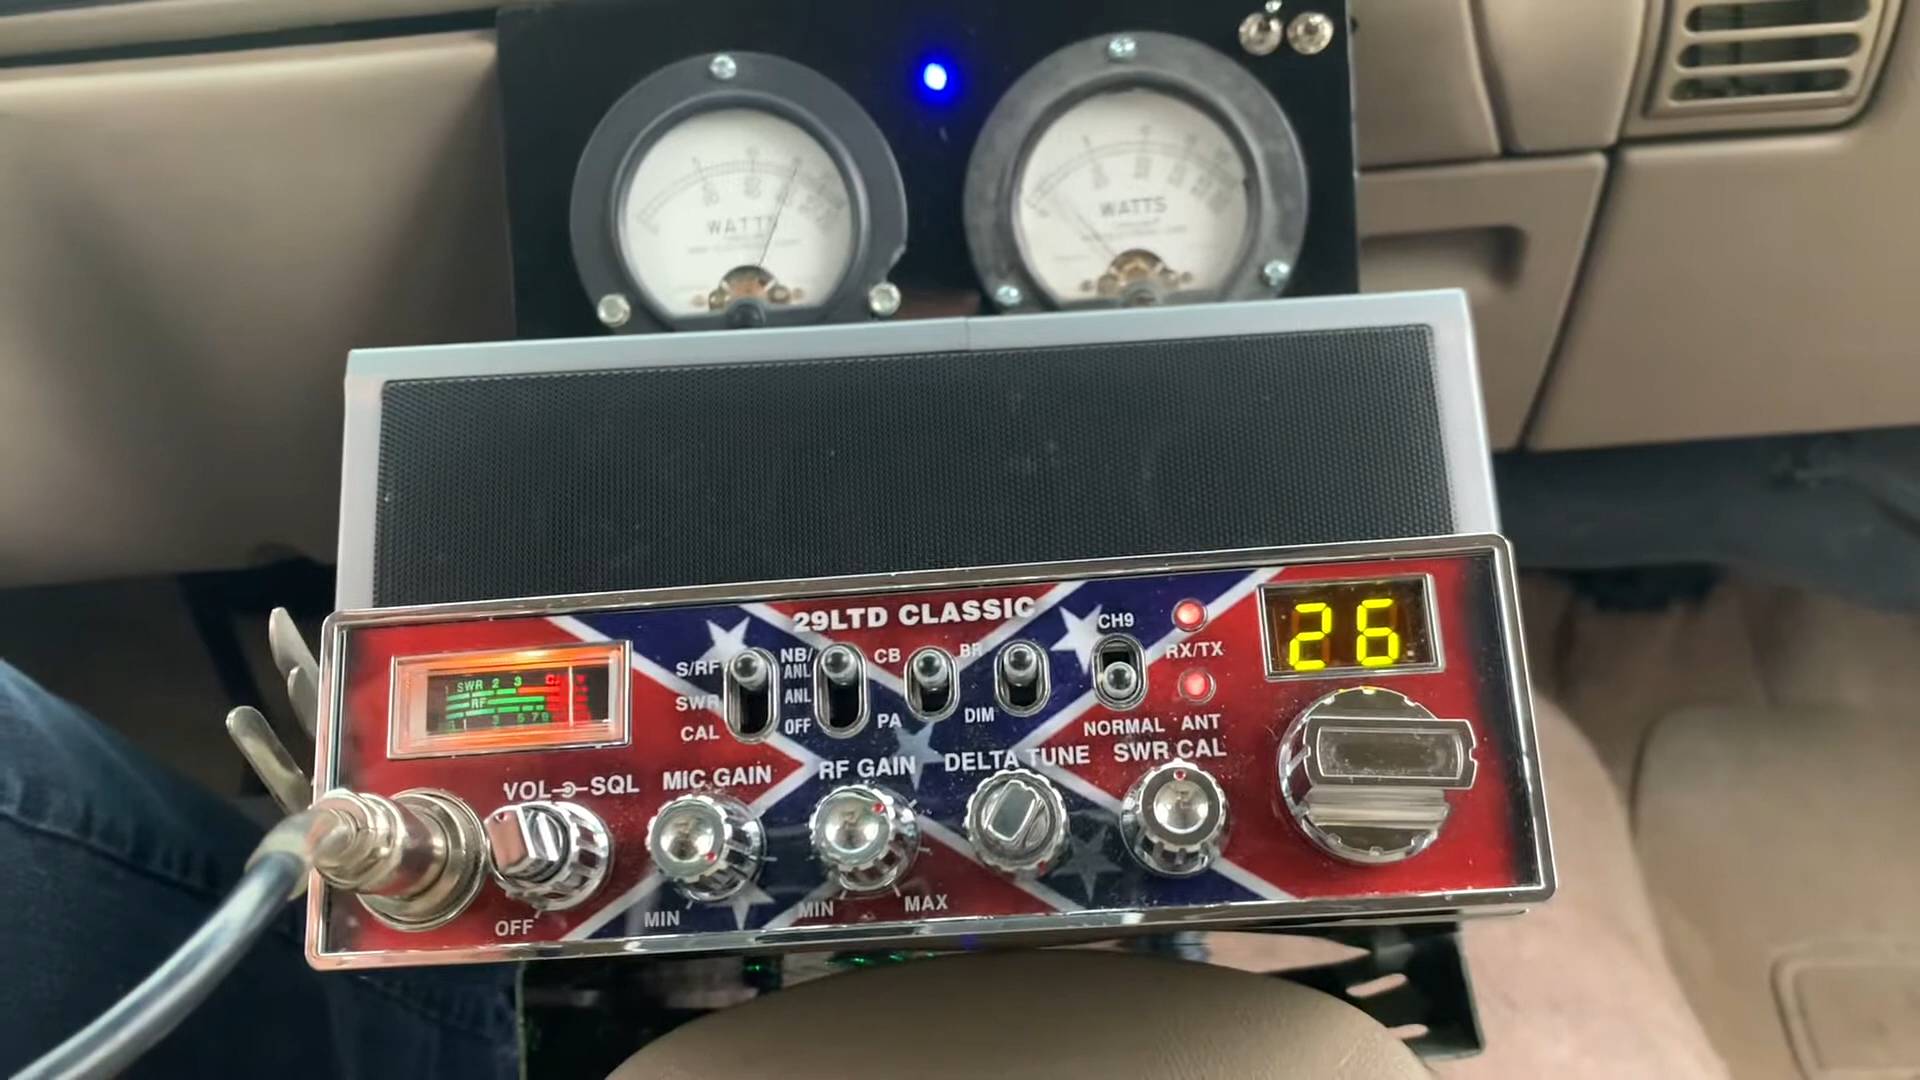 WATTS
WATTS
29LTD CLASSIC
S/RF
SWR
CAL
NB/
ANL
ANL
OFF
CB
PA
BR
DIM
CH9
NORMAL
RX/TX
ANT
26
SWR 2 3
RF
1 3 5 7 9
VOL SQL
OFF
MIC GAIN
MIN
RF GAIN
MIN
MAX
DELTA TUNE
SWR CAL